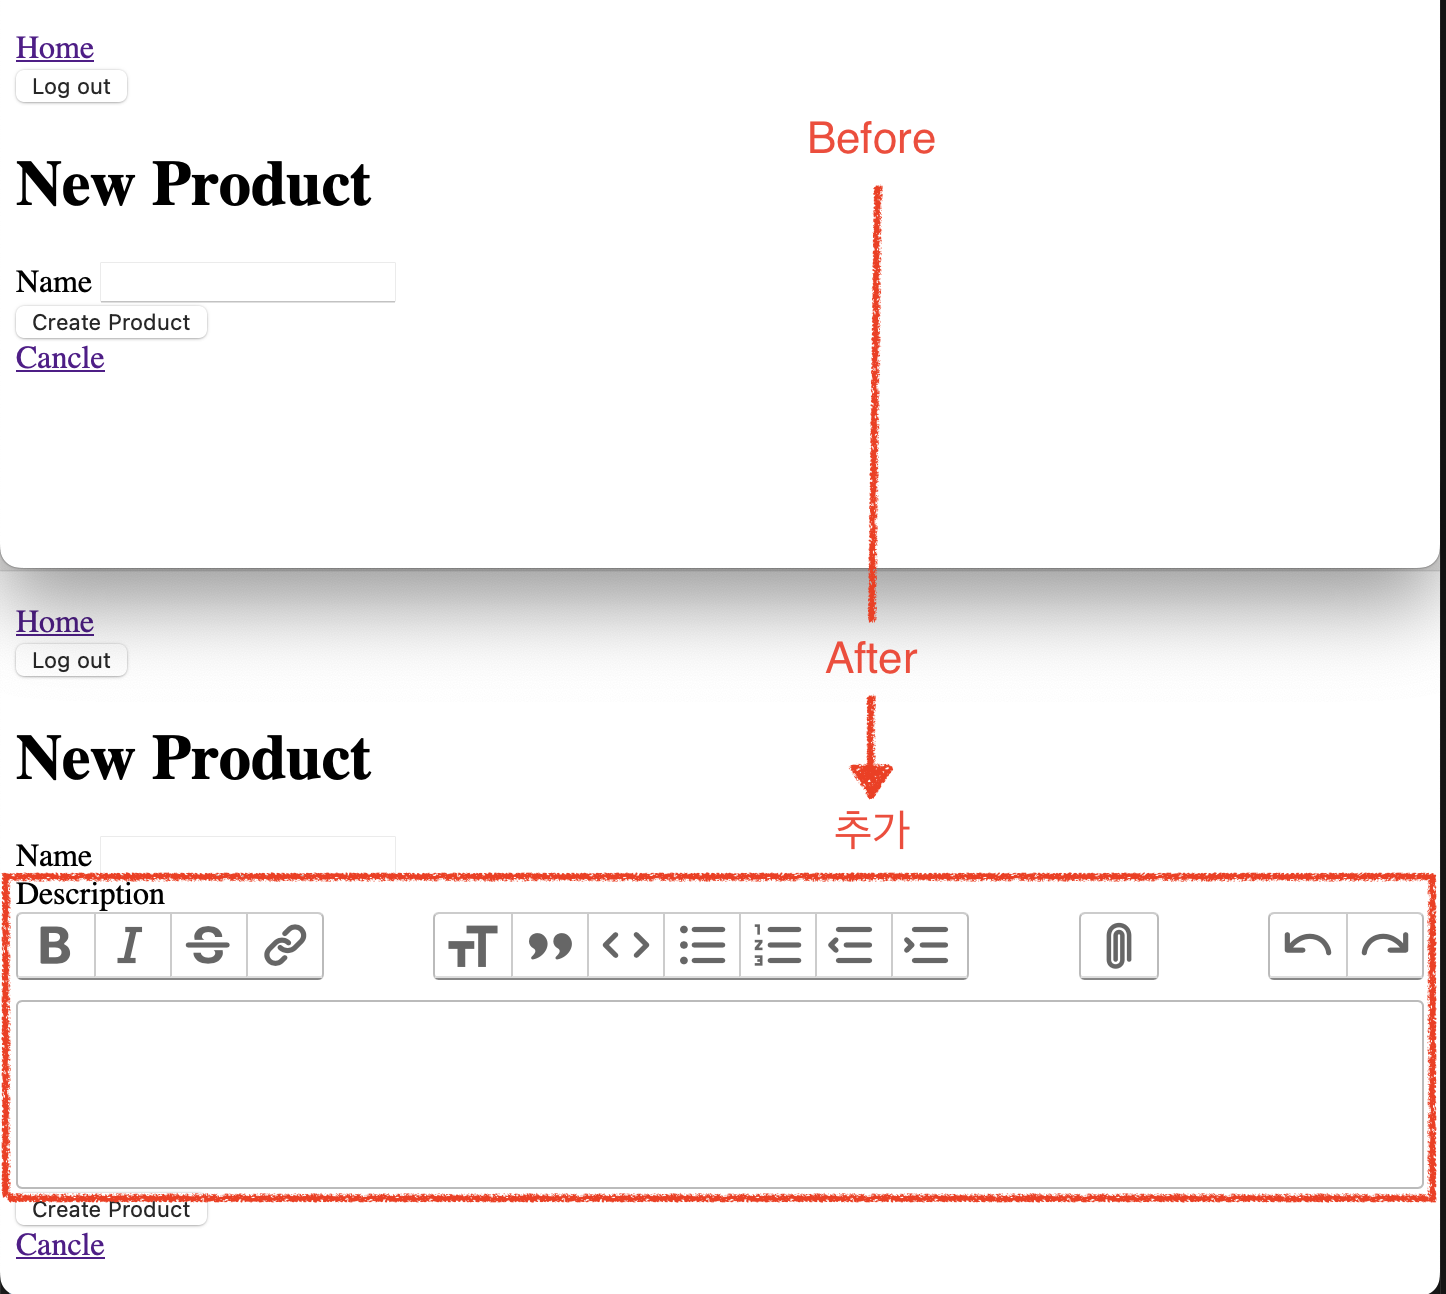 Home
Log out
Before
New Product
Name
Create Product
Cancle
Home
Log out
After
New Product
추가
Name
Description
Create Product
Cancle